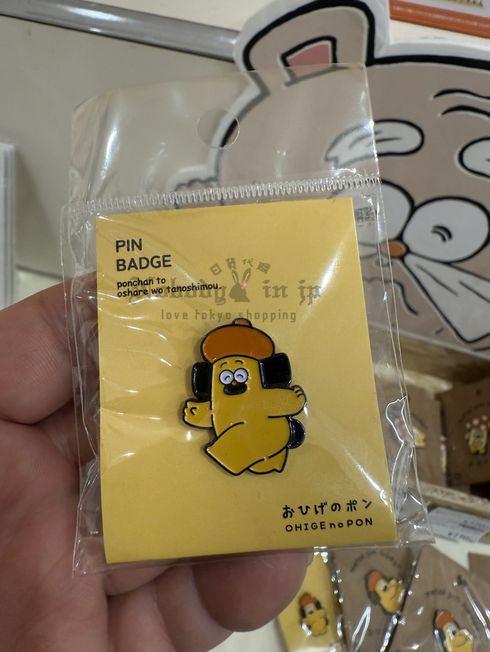 PIN
BADGE
ponchan to
oshare wo tanoshimou.
in jp
love tokyo shopping
おひげのポン
OHIGE no PON